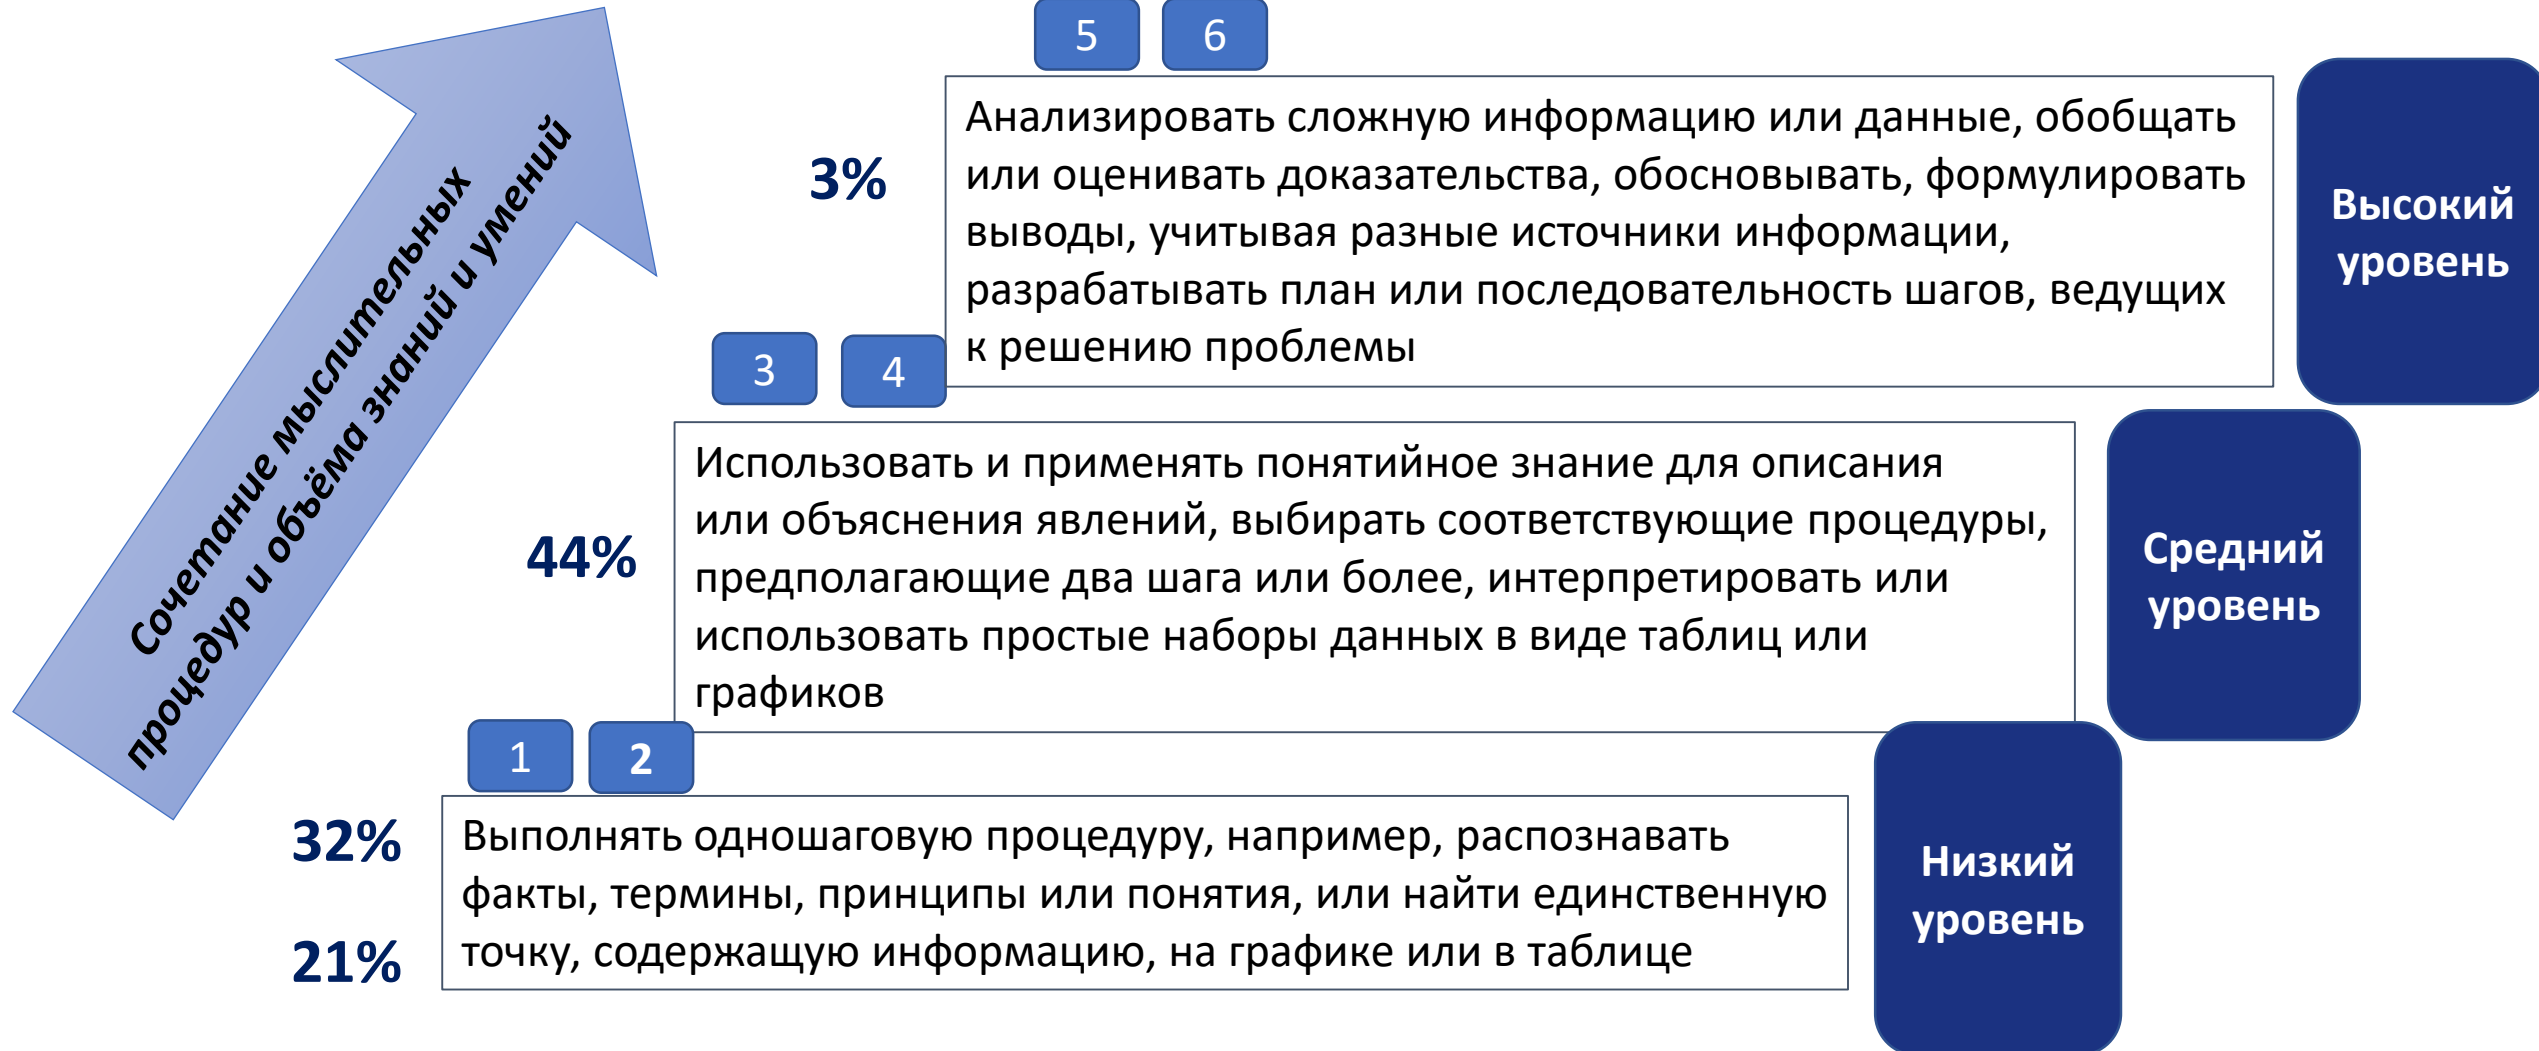 Сочетание мыслительных
процедур и объёма знаний и умений
5 6
3%
Анализировать сложную информацию или данные, обобщать
или оценивать доказательства, обосновывать, формулировать
выводы, учитывая разные источники информации,
разрабатывать план или последовательность шагов, ведущих
к решению проблемы
Высокий
уровень
3 4
44%
Использовать и применять понятийное знание для описания
или объяснения явлений, выбирать соответствующие процедуры,
предполагающие два шага или более, интерпретировать или
использовать простые наборы данных в виде таблиц или
графиков
Средний
уровень
1 2
32%
21%
Выполнять одношаговую процедуру, например, распознавать
факты, термины, принципы или понятия, или найти единственную
точку, содержащую информацию, на графике или в таблице
Низкий
уровень